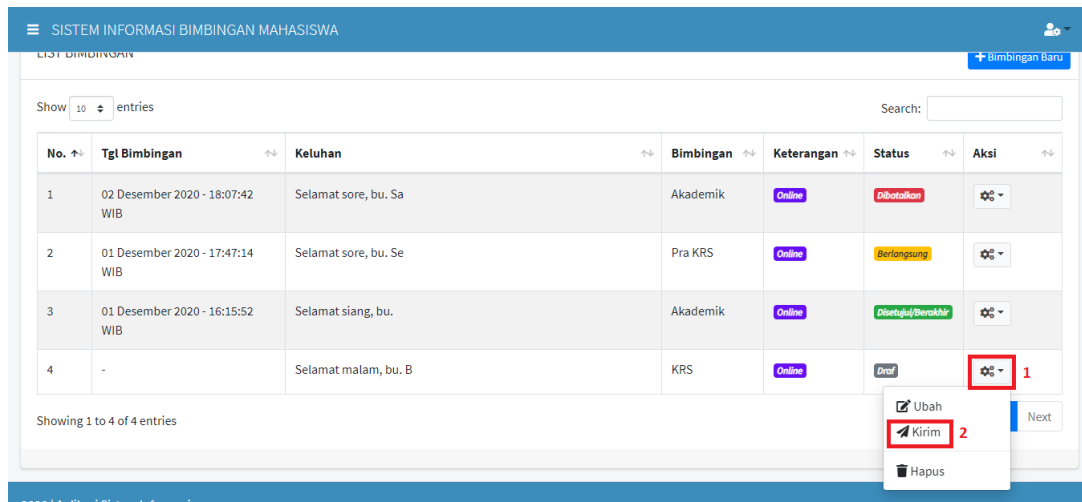 SISTEM INFORMASI BIMBINGAN MAHASISWA
LIST BIMBINGAN
+ Bimbingan Baru
Show 10 entries
Search:
No. Tgl Bimbingan Keluhan Bimbingan Keterangan Status Aksi
1 02 Desember 2020 - 18:07:42 Selamat sore, bu. Sa Akademik Online Dibatalkan
WIB
2 01 Desember 2020 - 17:47:14 Selamat sore, bu. Se Pra KRS Online Berlangsung
WIB
3 01 Desember 2020 - 16:15:52 Selamat siang, bu. Akademik Online Disetujui/Berakhir
WIB
4 - Selamat malam, bu. B KRS Online Draf 1
Showing 1 to 4 of 4 entries
Next
Ubah
Kirim 2
Hapus